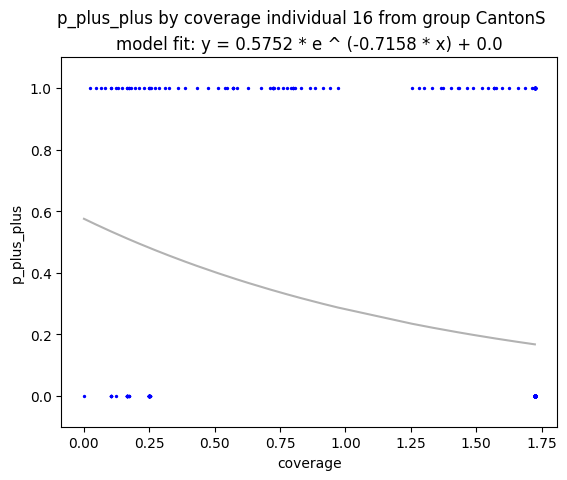 p_plus_plus by coverage individual 16 from group CantonS
model fit: y = 0.5752 * e ^ (-0.7158 * x) + 0.0
1.0
0.8
0.6
0.4
0.2
0.0
p_plus_plus
0.00 0.25 0.50 0.75 1.00 1.25 1.50 1.75
coverage